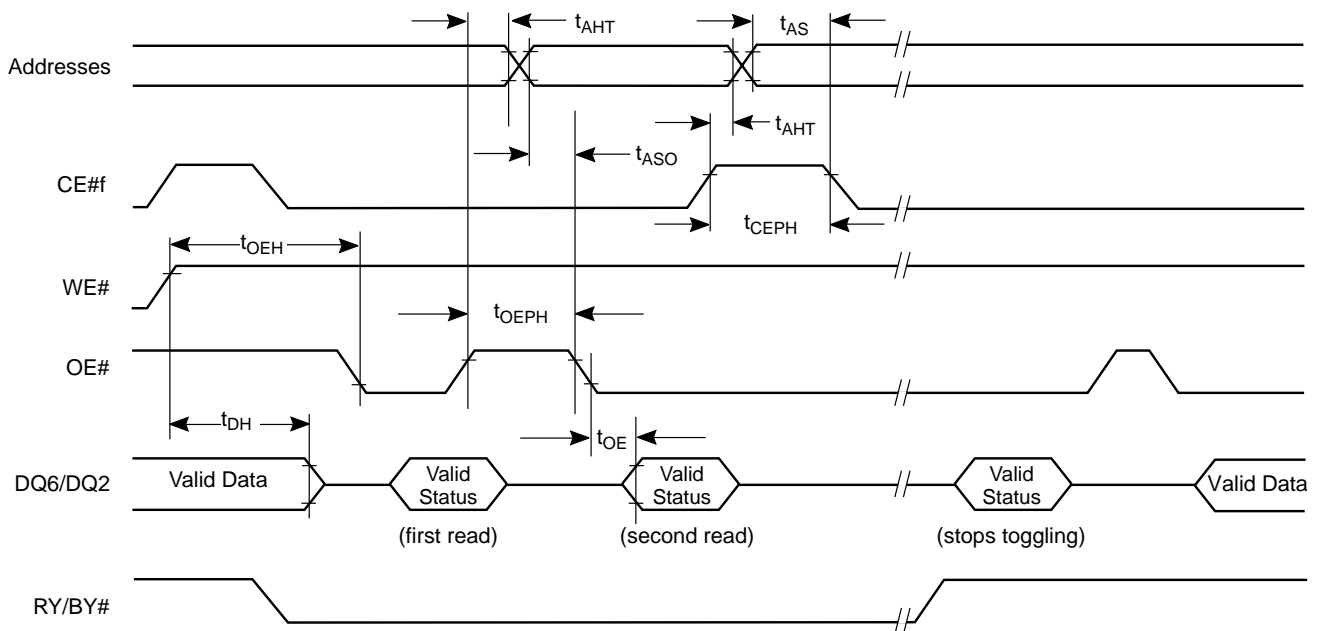 tAHT
tAS
Addresses
tAHT
tASO
CE#f
tCEPH
tOEH
WE#
tOEPH
OE#
tDH
tOE
DQ6/DQ2
Valid Data
Valid
Status
Valid
Status
Valid
Status
Valid Data
(first read)
(second read)
(stops toggling)
RY/BY#